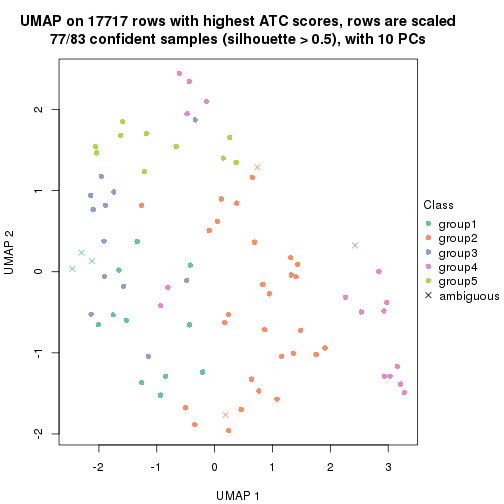 UMAP on 17717 rows with highest ATC scores, rows are scaled
77/83 confident samples (silhouette > 0.5), with 10 PCs
UMAP 2
2
1
0
-1
-2
-2
-1
0
1
2
3
UMAP 1
Class
group1
group2
group3
group4
group5
ambiguous